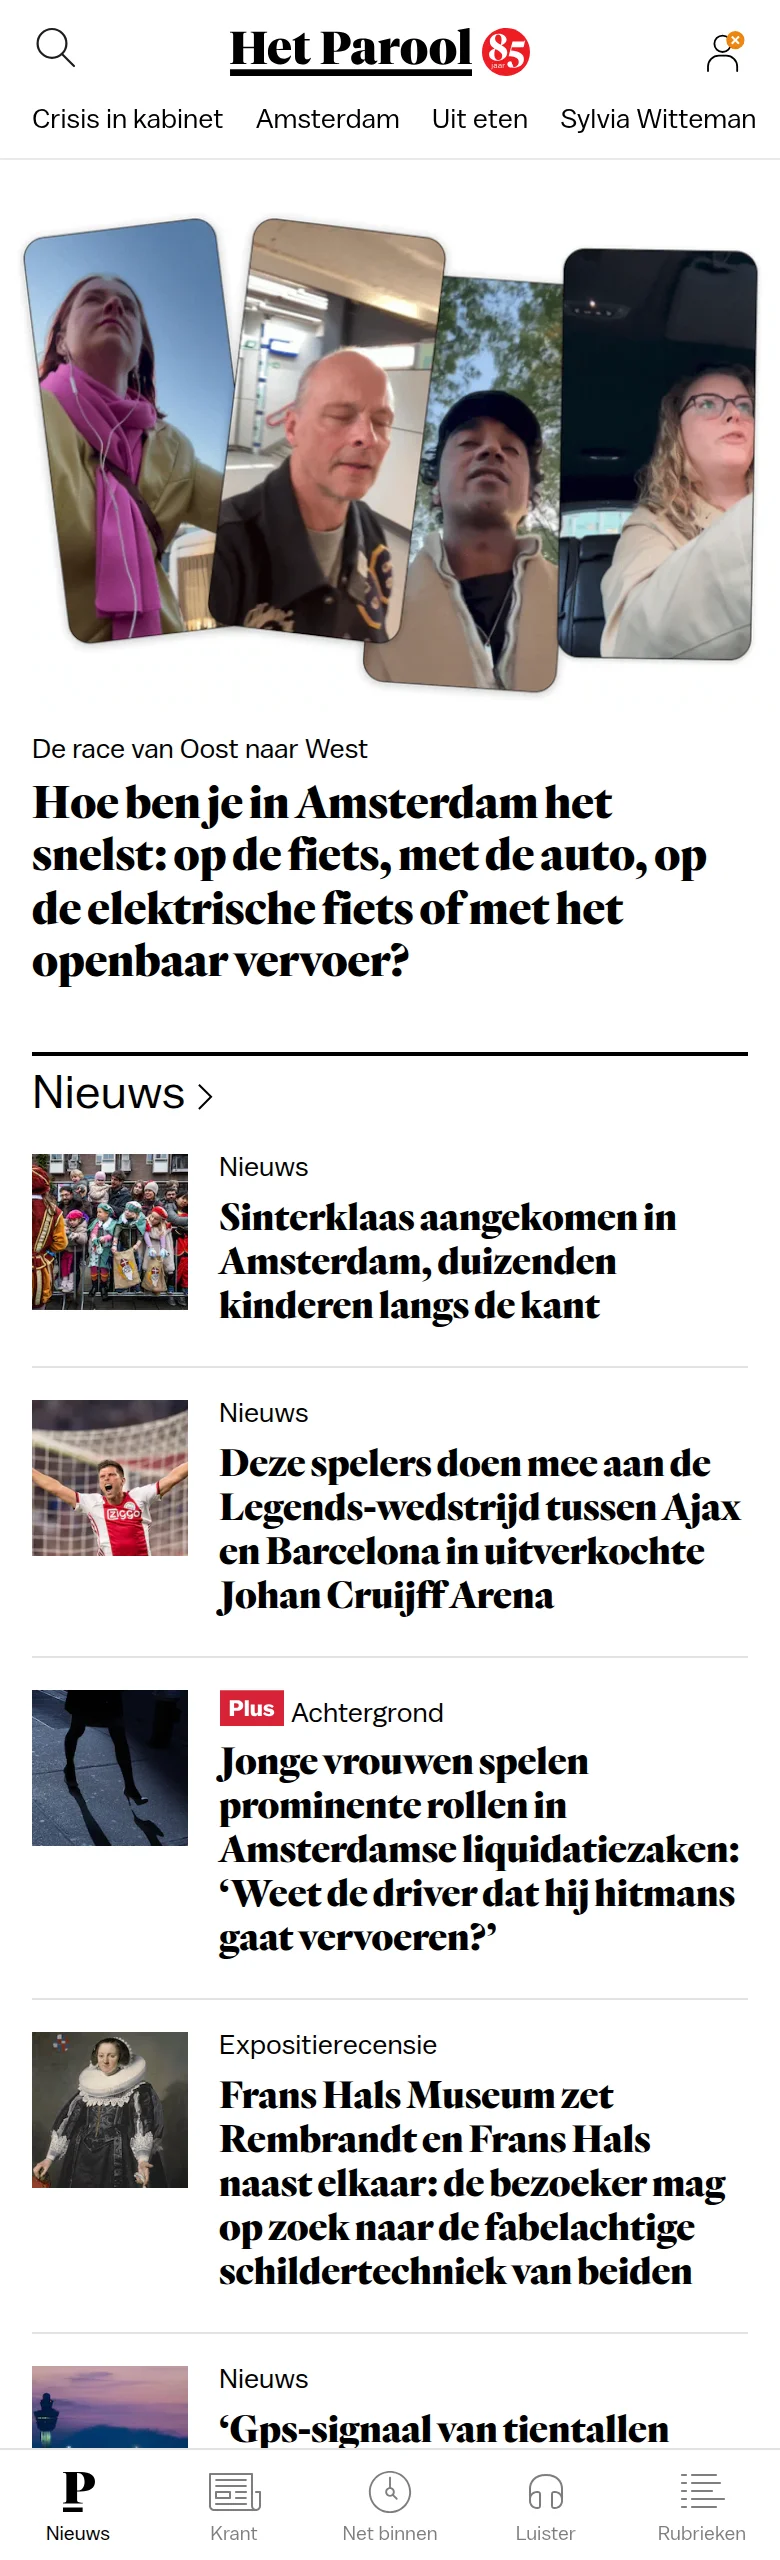 Het Parool 85 jaar
Crisis in kabinet Amsterdam Uit eten Sylvia Witteman
De race van Oost naar West
Hoe ben je in Amsterdam het
snelst: op de fiets, met de auto, op
de elektrische fiets of met het
openbaar vervoer?
Nieuws
Nieuws
Sinterklaas aangekomen in
Amsterdam, duizenden
kinderen langs de kant
Nieuws
Deze spelers doen mee aan de
Legends-wedstrijd tussen Ajax
en Barcelona in uitverkochte
Johan Cruijff Arena
Ziggo
Plus Achtergrond
Jonge vrouwen spelen
prominente rollen in
Amsterdamse liquidatiezaken:
‘Weet de driver dat hij hitmans
gaat vervoeren?’
Expositierecensie
Frans Hals Museum zet
Rembrandt en Frans Hals
naast elkaar: de bezoeker mag
op zoek naar de fabelachtige
schildertechniek van beiden
Nieuws
‘Gps-signaal van tientallen
P
Nieuws Krant Net binnen Luister Rubrieken